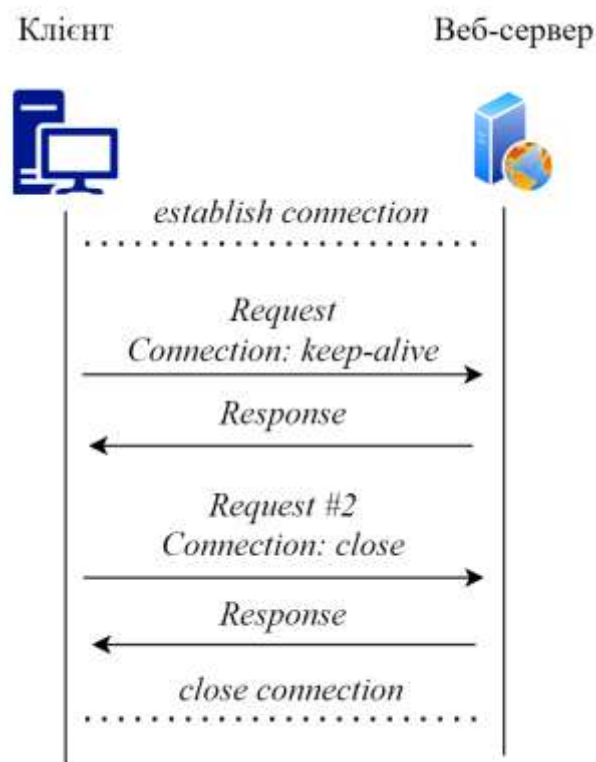 Клієнт
Веб-сервер
establish connection
Request
Connection: keep-alive
Response
Request #2
Connection: close
Response
close connection